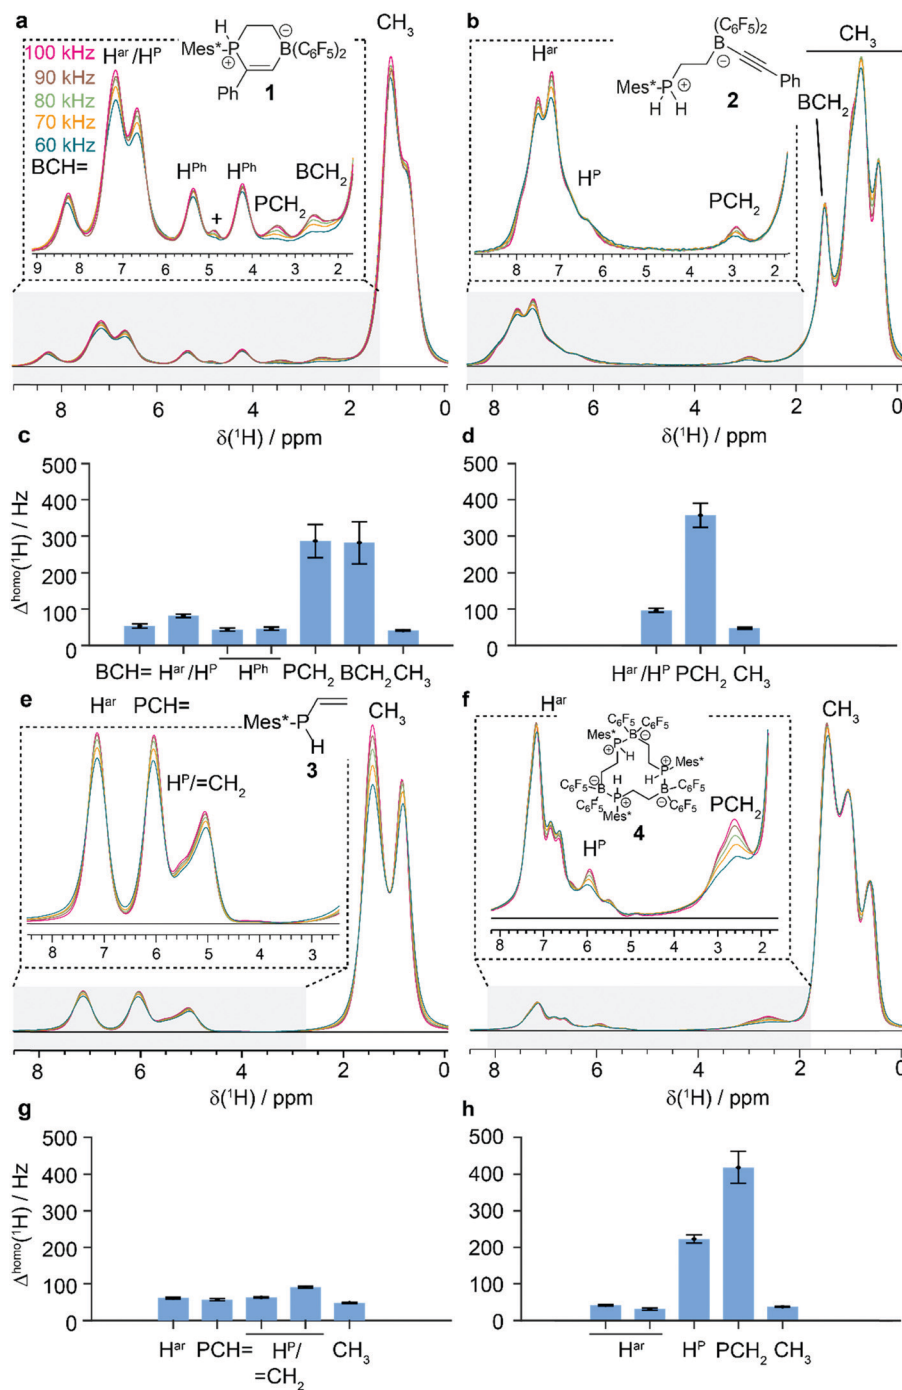 a
H
Mes*
P
⊕
⊖
B
(C6F5)2
Ph
1
CH3
100 kHz
90 kHz
80 kHz
70 kHz
60 kHz
Har/HP
BCH=
HPh
+
HPh
PCH2
BCH2
9 8 7 6 5 4 3 2
8 6 4 2 0
δ(1H) / ppm
b
(C6F5)2
B
⊖
Mes*
P
⊕
H H
Ph
2
CH3
BCH2
Har
HP
PCH2
8 7 6 5 4 3 2
8 6 4 2 0
δ(1H) / ppm
c
Δhomo(1H) / Hz
500
400
300
200
100
0
BCH= Har/HP HPh PCH2 BCH2 CH3
d
500
400
300
200
100
0
Har/HP PCH2 CH3
e
Har PCH=
HP/=CH2
Mes*
P
H
3
CH3
8 7 6 5 4 3
8 6 4 2 0
δ(1H) / ppm
f
Har
HP
C6F5 C6F5
Mes* B ⊖
⊕ P H
H P Mes*
⊕
C6F5 ⊖ B H B C6F5
C6F5 P ⊕ ⊖ C6F5
Mes*
4
PCH2
CH3
8 7 6 5 4 3 2
8 6 4 2 0
δ(1H) / ppm
g
Δhomo(1H) / Hz
500
400
300
200
100
0
Har PCH= HP/ CH3
=CH2
h
500
400
300
200
100
0
Har HP PCH2 CH3